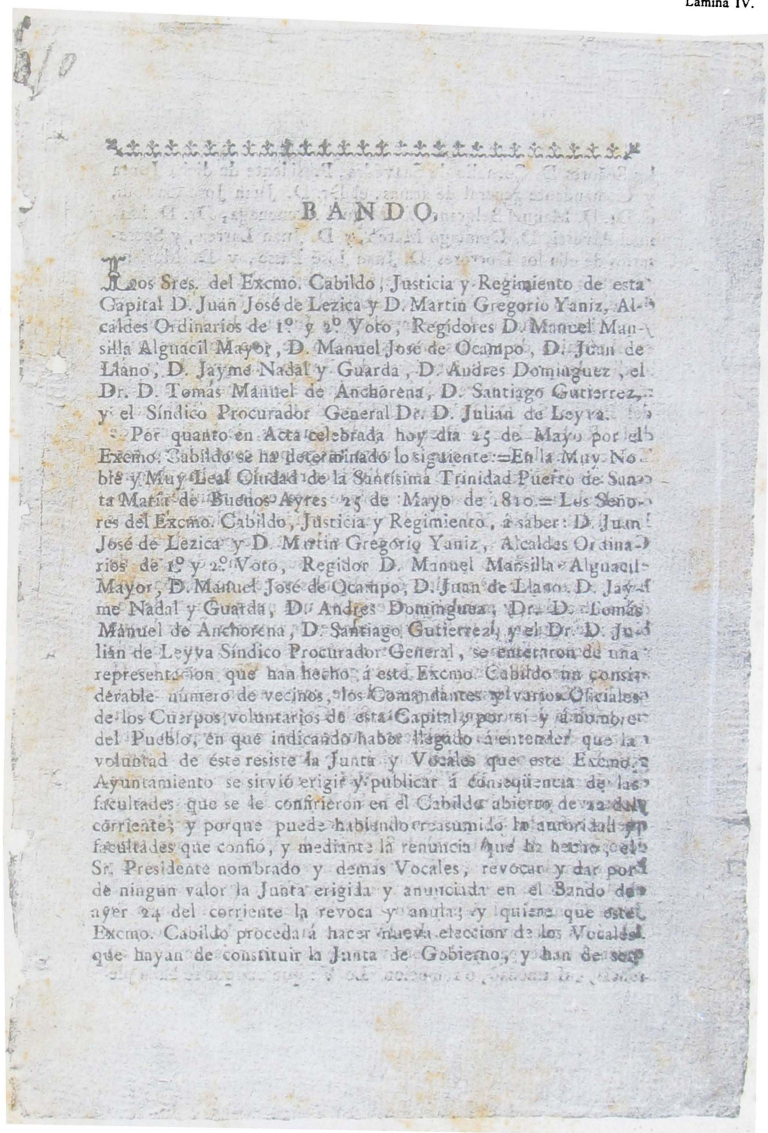 Lámina IV.
BANDO.
Los Sres. del Excmo. Cabildo, Justicia y Regimiento de esta
Capital D. Juan José de Lezica y D. Martin Gregorio Yaniz, Al-
caldes Ordinarios de 1.º y 2.º Voto, Regidores D. Manuel Man-
silla Alguacil Mayor, D. Manuel José de Ocampo, D. Juan de
Llano, D. Jayme Nadal y Guarda, D. Andres Dominguez, el
Dr. D. Tomás Manuel de Anchorena, D. Santiago Gutierrez,
y el Síndico Procurador General Dr. D. Julian de Leyva.
Por quanto en Acta celebrada hoy dia 25 de Mayo por el
Excmo. Cabildo se ha determinado lo siguiente:=En la Muy No-
ble y Muy Leal Ciudad de la Santísima Trinidad Puerto de San-
ta María de Buenos-Ayres 25 de Mayo de 1810.= Los Seño-
res del Excmo. Cabildo, Justicia y Regimiento, á saber: D. Juan
José de Lezica y D. Martin Gregorio Yaniz, Alcaldes Ordina-
rios de 1.º y 2.º Voto, Regidor D. Manuel Mansilla Alguacil
Mayor, D. Manuel José de Ocampo, D. Juan de Llano, D. Jay-
me Nadal y Guarda, D. Andres Dominguez, Dr. D. Tomás
Manuel de Anchorena, D. Santiago Gutierrez, y el Dr. D. Ju-
lián de Leyva Síndico Procurador General, se enteraron de una
representacion que han hecho á este Excmo. Cabildo un consi-
derable número de vecinos, los Comandantes y varios Oficiales
de los Cuerpos voluntarios de esta Capital, por sí y á nombre
del Pueblo, en que indicando haber llegado á entender que la
voluntad de éste resiste la Junta y Vocales que este Excmo.
Ayuntamiento se sirvió erigir y publicar á conseqüencia de las
facultades que se le confirieron en el Cabildo abierto de 22 del
corriente; y porque puede habiendo reasumido la autoridad y
facultades que confió, y mediante la renuncia que ha hecho el
Sr. Presidente nombrado y demás Vocales, revocar y dar por
de ningun valor la Junta erigida y anunciada en el Bando de
ayer 24 del corriente la revoca y anula; y quiere que este
Excmo. Cabildo proceda á hacer nueva eleccion de los Vocales
que hayan de constituir la Junta de Gobierno, y han de ser